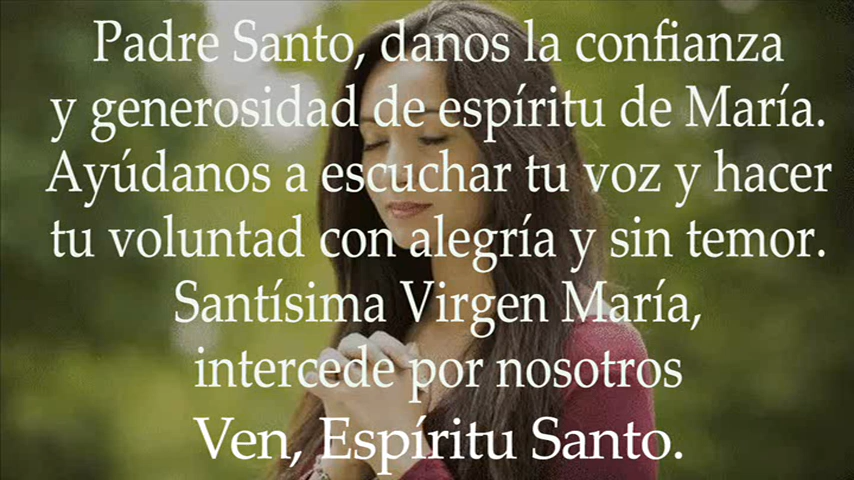 Padre Santo, danos la confianza
y generosidad de espíritu de María.
Ayúdanos a escuchar tu voz y hacer
tu voluntad con alegría y sin temor.
Santísima Virgen María,
intercede por nosotros
Ven, Espíritu Santo.